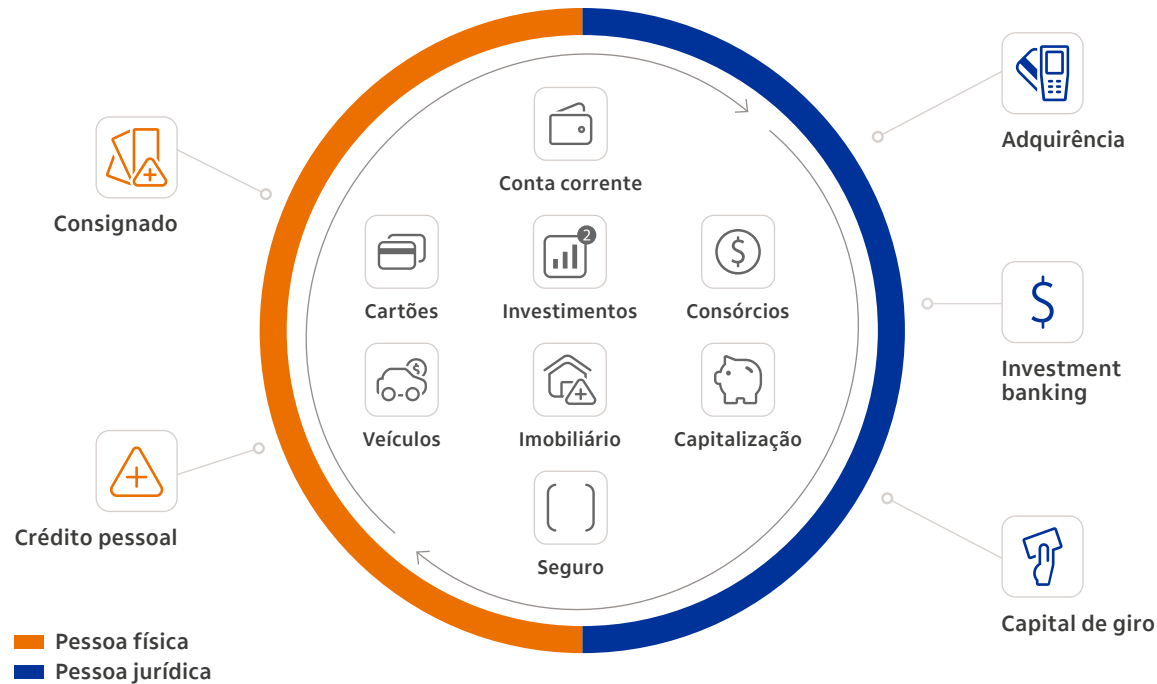 Adquirência
Conta corrente
Consignado
2
Cartões
Investimentos
Consórcios
$
Investment
banking
$
Veículos
Imobiliário
Capitalização
Crédito pessoal
Seguro
Capital de giro
Pessoa física
Pessoa jurídica